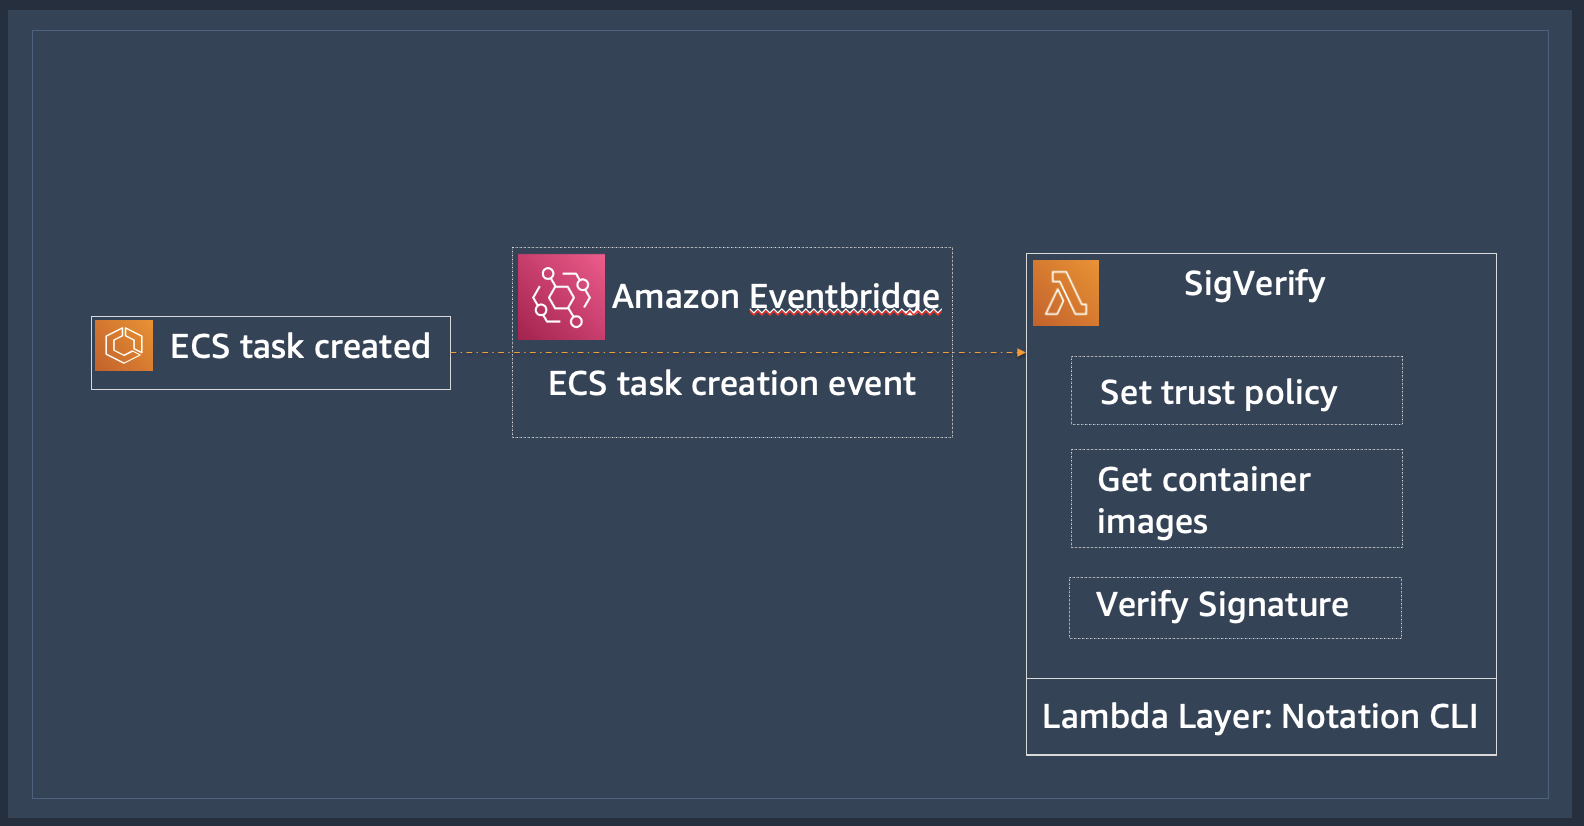 ECS task created
Amazon Eventbridge
ECS task creation event
SigVerify
Set trust policy
Get container
images
Verify Signature
Lambda Layer: Notation CLI